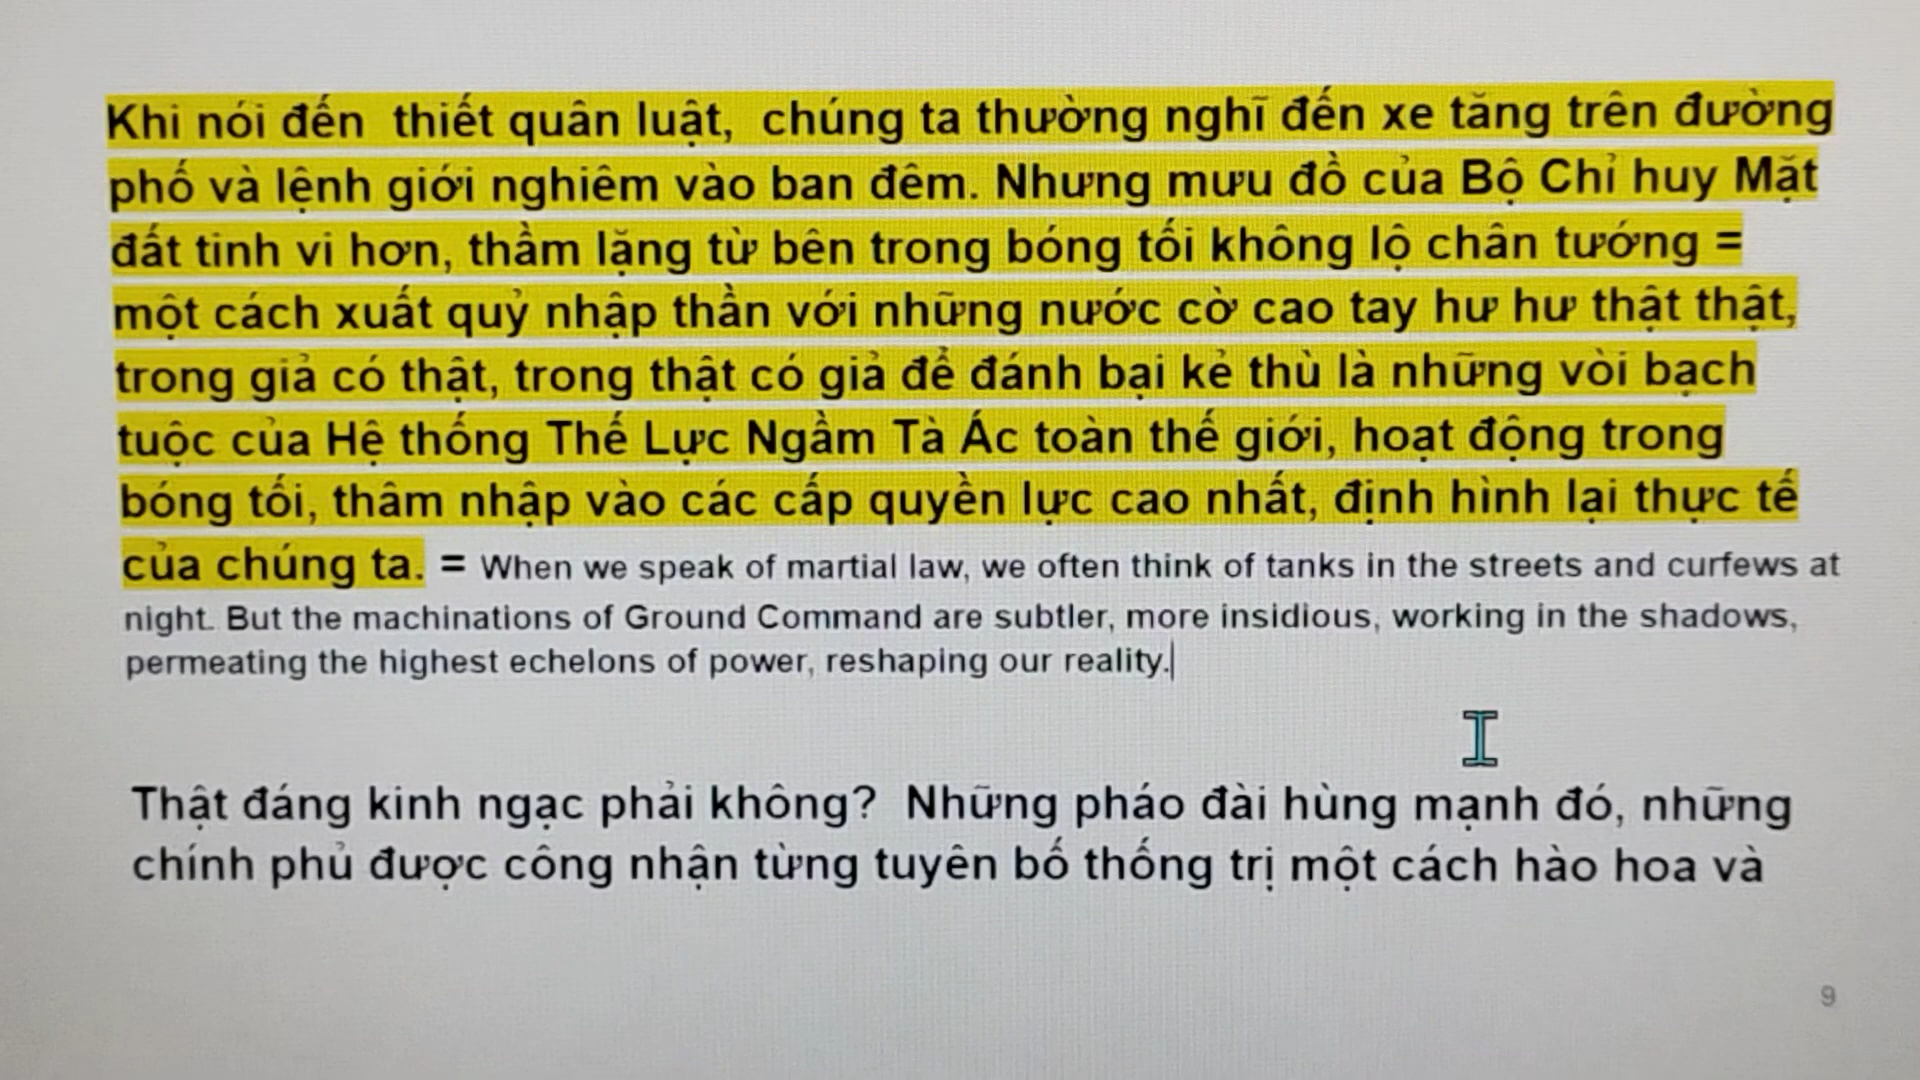 Khi nói đến thiết quân luật, chúng ta thường nghĩ đến xe tăng trên đường
phố và lệnh giới nghiêm vào ban đêm. Nhưng mưu đồ của Bộ Chỉ huy Mặt
đất tinh vi hơn, thầm lặng từ bên trong bóng tối không lộ chân tướng =
một cách xuất quỷ nhập thần với những nước cờ cao tay hư hư thật thật,
trong giả có thật, trong thật có giả để đánh bại kẻ thù là những vòi bạch
tuộc của Hệ thống Thế Lực Ngầm Tà Ác toàn thế giới, hoạt động trong
bóng tối, thâm nhập vào các cấp quyền lực cao nhất, định hình lại thực tế
của chúng ta. = When we speak of martial law, we often think of tanks in the streets and curfews at
night. But the machinations of Ground Command are subtler, more insidious, working in the shadows,
permeating the highest echelons of power, reshaping our reality.
Thật đáng kinh ngạc phải không? Những pháo đài hùng mạnh đó, những
chính phủ được công nhận từng tuyên bố thống trị một cách hào hoa và
9